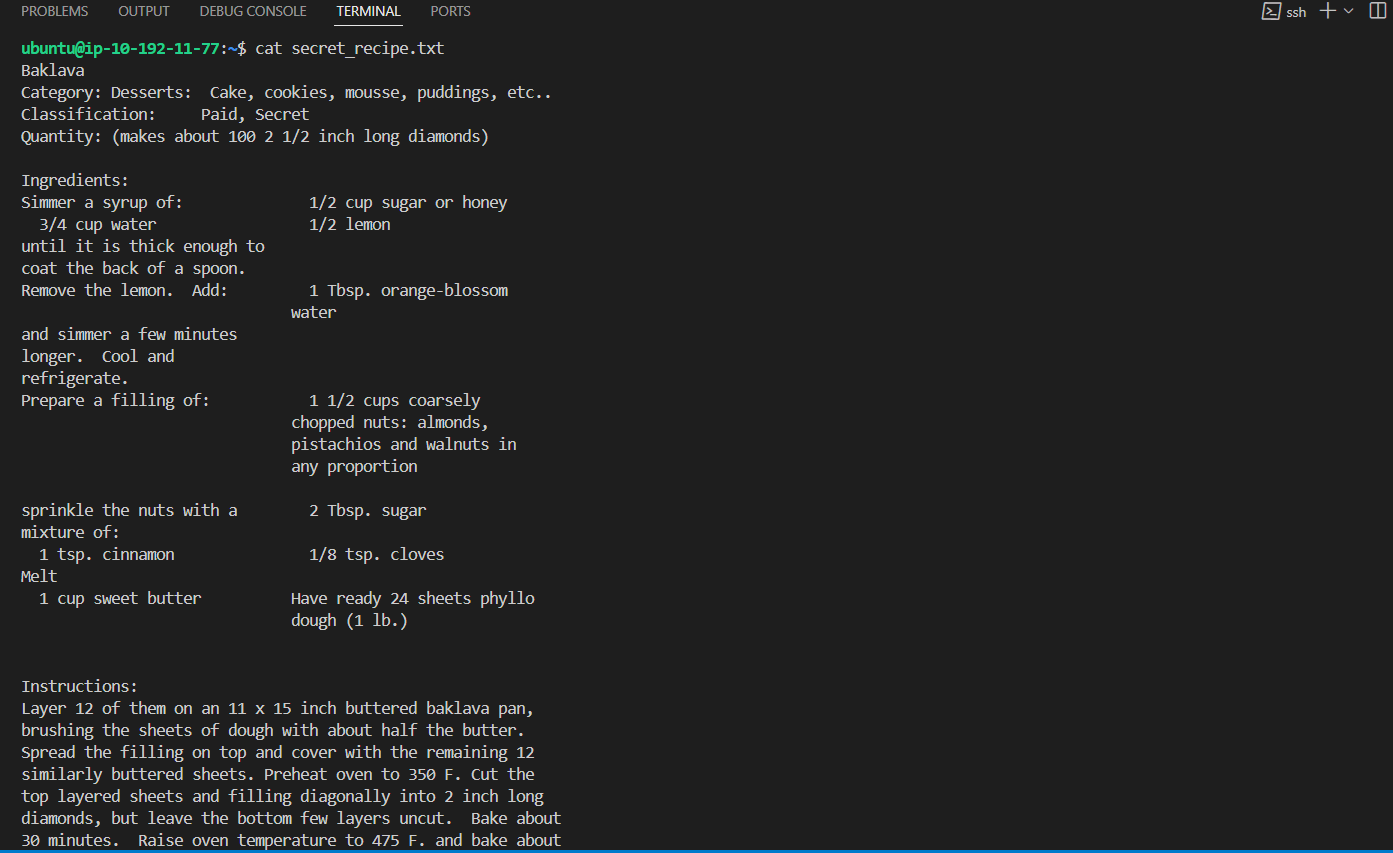 PROBLEMS OUTPUT DEBUG CONSOLE TERMINAL PORTS ssh
ubuntu@ip-10-192-11-77:~$ cat secret_recipe.txt
Baklava
Category: Desserts:  Cake, cookies, mousse, puddings, etc..
Classification:     Paid, Secret
Quantity: (makes about 100 2 1/2 inch long diamonds)

Ingredients:
Simmer a syrup of:              1/2 cup sugar or honey
  3/4 cup water                 1/2 lemon
until it is thick enough to
coat the back of a spoon.
Remove the lemon.  Add:         1 Tbsp. orange-blossom
                              water
and simmer a few minutes
longer.  Cool and
refrigerate.
Prepare a filling of:           1 1/2 cups coarsely
                              chopped nuts: almonds,
                              pistachios and walnuts in
                              any proportion

sprinkle the nuts with a        2 Tbsp. sugar
mixture of:
  1 tsp. cinnamon               1/8 tsp. cloves
Melt
  1 cup sweet butter          Have ready 24 sheets phyllo
                              dough (1 lb.)

Instructions:
Layer 12 of them on an 11 x 15 inch buttered baklava pan,
brushing the sheets of dough with about half the butter.
Spread the filling on top and cover with the remaining 12
similarly buttered sheets. Preheat oven to 350 F. Cut the
top layered sheets and filling diagonally into 2 inch long
diamonds, but leave the bottom few layers uncut.  Bake about
30 minutes.  Raise oven temperature to 475 F. and bake about